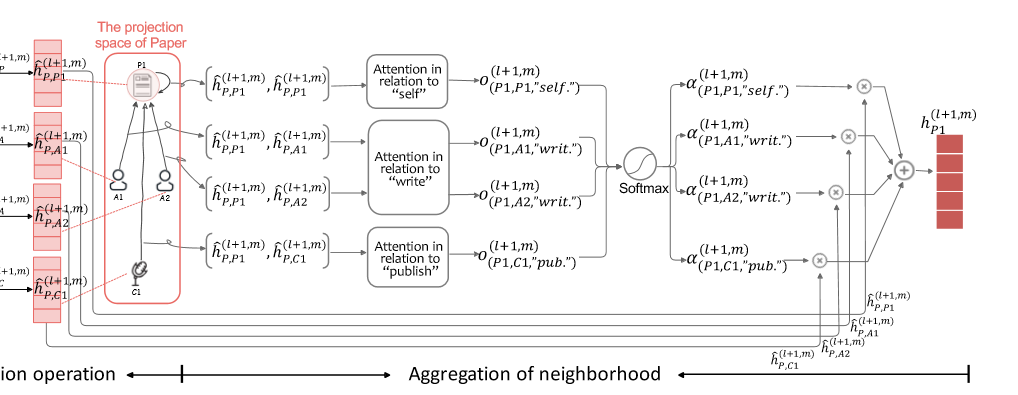 The projection
space of Paper
P1
A1
A2
C1
ĥ_{P,P1}^{(l+1,m)}
ĥ_{P,A1}^{(l+1,m)}
ĥ_{P,A2}^{(l+1,m)}
ĥ_{P,C1}^{(l+1,m)}
[ĥ_{P,P1}^{(l+1,m)}, ĥ_{P,P1}^{(l+1,m)}]
[ĥ_{P,P1}^{(l+1,m)}, ĥ_{P,A1}^{(l+1,m)}]
[ĥ_{P,P1}^{(l+1,m)}, ĥ_{P,A2}^{(l+1,m)}]
[ĥ_{P,P1}^{(l+1,m)}, ĥ_{P,C1}^{(l+1,m)}]
Attention in
relation to
“self”
Attention in
relation to
“write”
Attention in
relation to
“publish”
o_{(P1,P1,"self.")}^{(l+1,m)}
o_{(P1,A1,"writ.")}^{(l+1,m)}
o_{(P1,A2,"writ.")}^{(l+1,m)}
o_{(P1,C1,"pub.")}^{(l+1,m)}
Softmax
α_{(P1,P1,"self.")}^{(l+1,m)}
α_{(P1,A1,"writ.")}^{(l+1,m)}
α_{(P1,A2,"writ.")}^{(l+1,m)}
α_{(P1,C1,"pub.")}^{(l+1,m)}
h_{P1}^{(l+1,m)}
ĥ_{P,P1}^{(l+1,m)}
ĥ_{P,A1}^{(l+1,m)}
ĥ_{P,A2}^{(l+1,m)}
ĥ_{P,C1}^{(l+1,m)}
ion operation
Aggregation of neighborhood